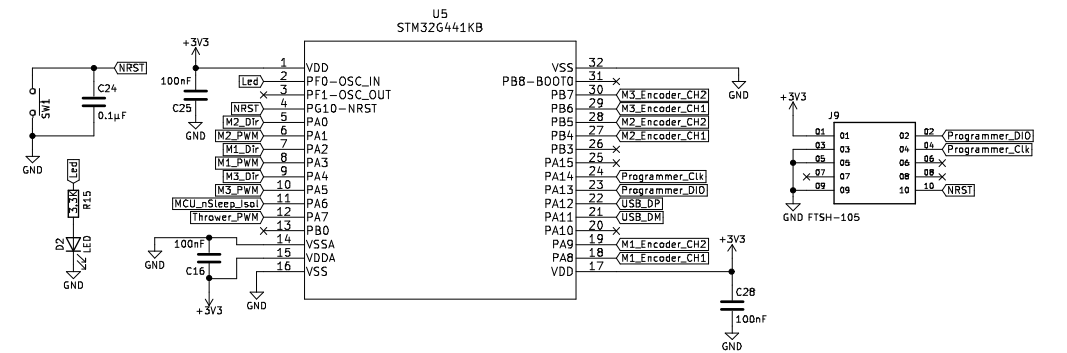 U5
STM32G441KB
+3V3
1 VDD
100nF
C25
GND
Led 2 PF0-OSC_IN
3 PF1-OSC_OUT
NRST 4 PG10-NRST
M2_Dir 5 PA0
M2_PWM 6 PA1
M1_Dir 7 PA2
M1_PWM 8 PA3
M3_Dir 9 PA4
M3_PWM 10 PA5
MCU_nSleep_Isol 11 PA6
Thrower_PWM 12 PA7
13 PB0
14 VSSA
15 VDDA
16 VSS
GND
100nF
C16
+3V3
GND
VSS 32
GND
PB8-BOOT0 31
PB7 30 M3_Encoder_CH2
PB6 29 M3_Encoder_CH1
PB5 28 M2_Encoder_CH2
PB4 27 M2_Encoder_CH1
PB3 26
PA15 25
PA14 24 Programmer_Clk
PA13 23 Programmer_DIO
PA12 22 USB_DP
PA11 21 USB_DM
PA10 20
PA9 19 M1_Encoder_CH2
PA8 18 M1_Encoder_CH1
VDD 17
+3V3
C28
100nF
GND
NRST
SW1
C24
0.1µF
GND
Led
3.3K
R15
D2
LED
GND
+3V3
J9
01 01 02 02 Programmer_DIO
03 03 04 04 Programmer_Clk
05 05 06 06
07 07 08 08
09 09 10 10 NRST
GND FTSH-105